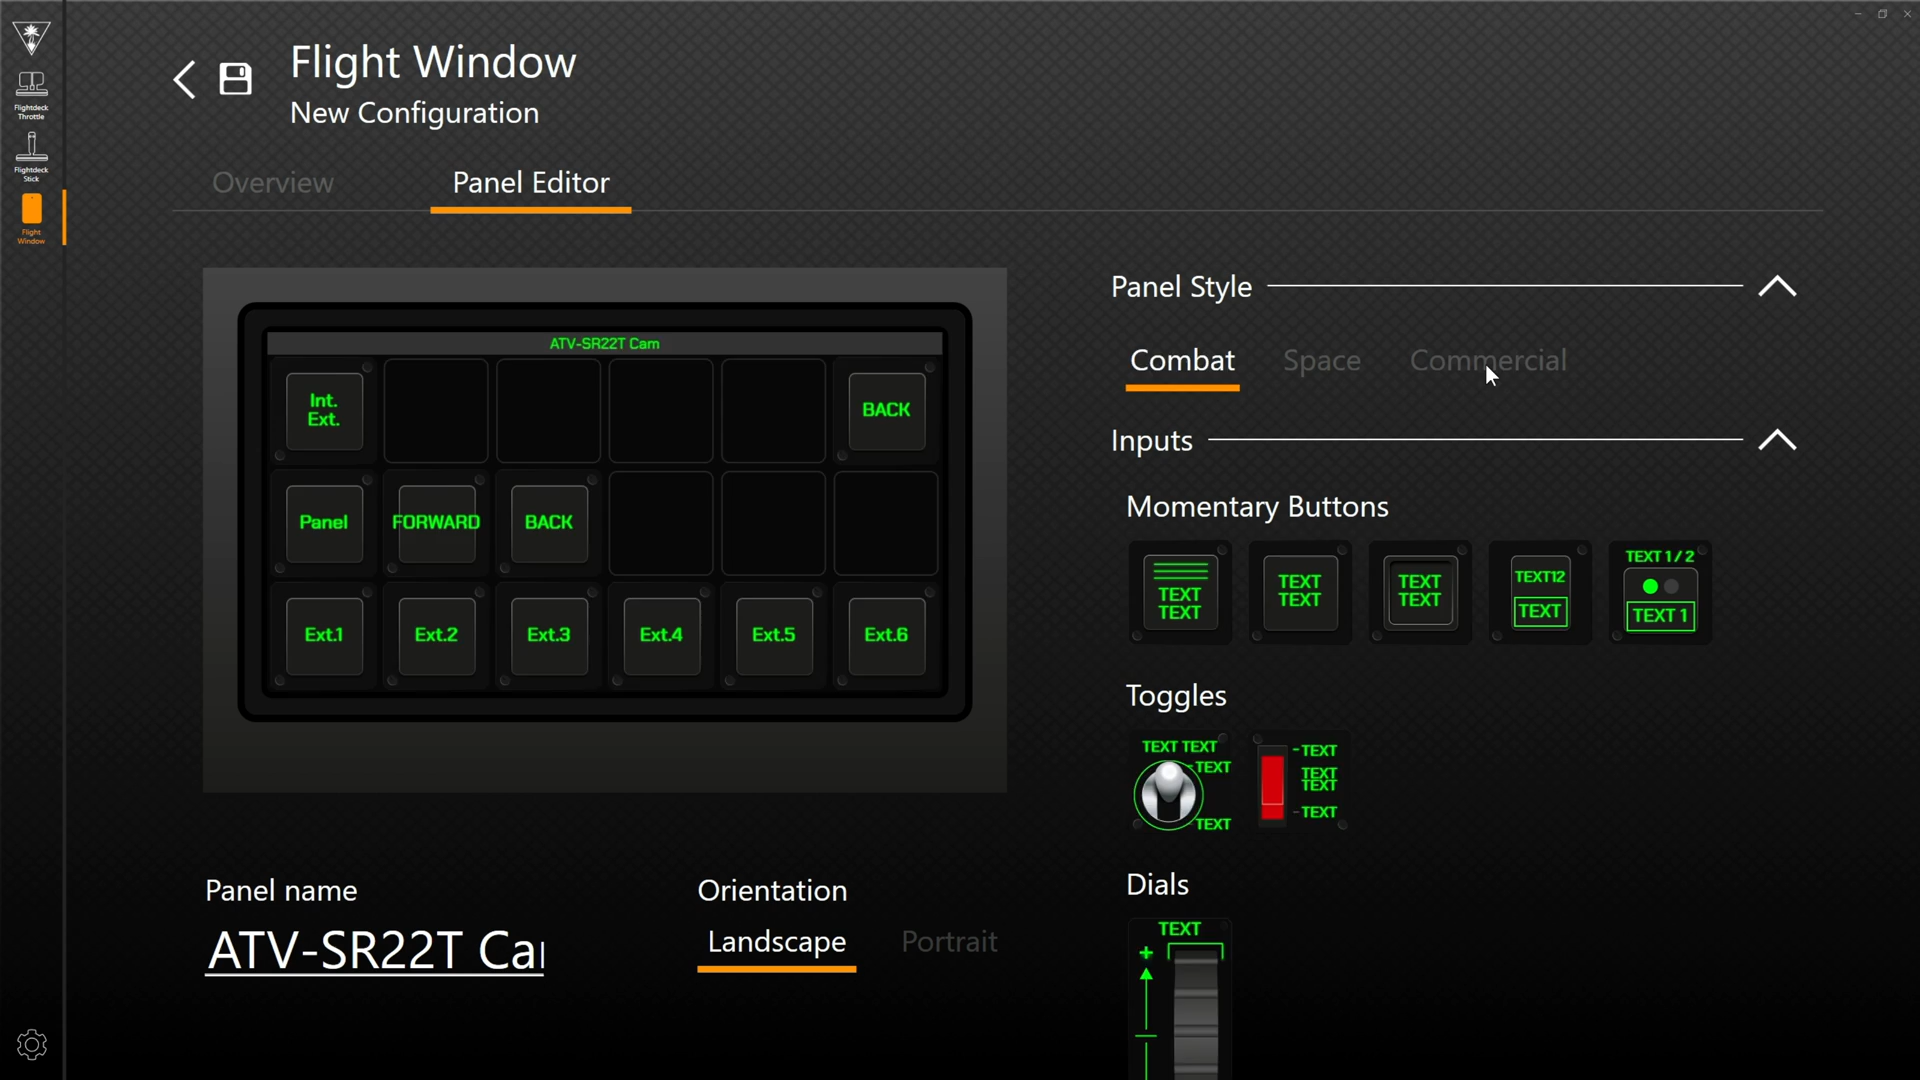 Flight Window
New Configuration
Flightdeck
Throttle
Flightdeck
Stick
Flight
Window
Overview
Panel Editor
ATV-SR22T Cam
Int.
Ext.
BACK
Panel
FORWARD
BACK
Ext.1
Ext.2
Ext.3
Ext.4
Ext.5
Ext.6
Panel name
ATV-SR22T Ca
Orientation
Landscape
Portrait
Panel Style
Combat
Space
Commercial
Inputs
Momentary Buttons
TEXT
TEXT
TEXT
TEXT
TEXT
TEXT
TEXT12
TEXT
TEXT 1 / 2
TEXT 1
Toggles
TEXT TEXT
-TEXT
-TEXT
-TEXT
TEXT
TEXT
-TEXT
Dials
TEXT
+